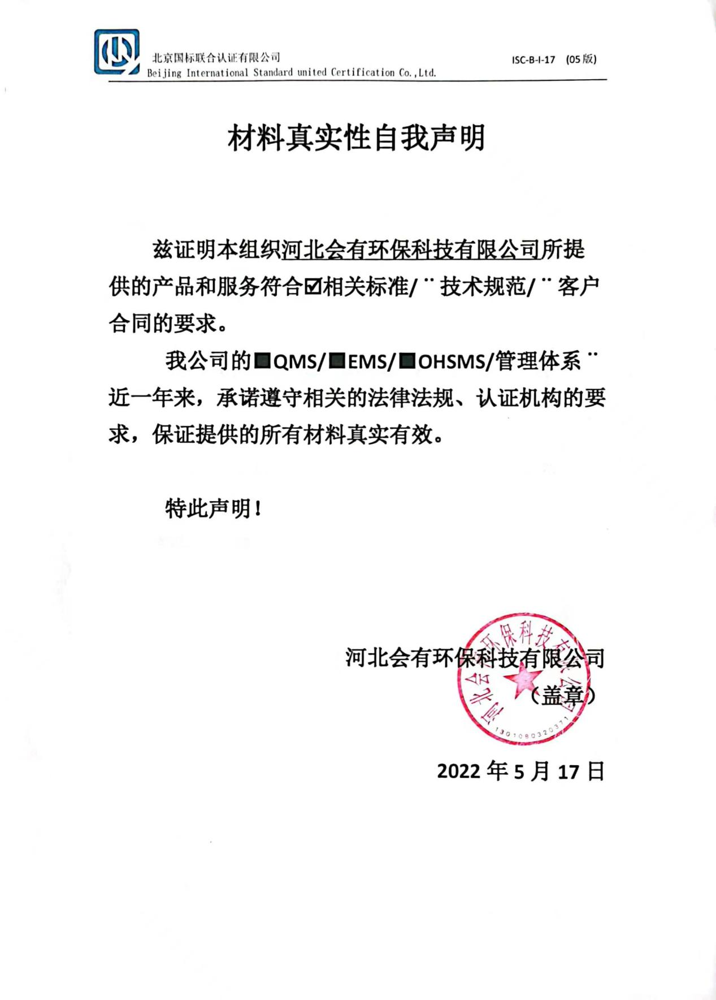 北京国标联合认证有限公司 ISC-B-I-17 (05版)
Beijing International Standard united Certification Co.,Ltd.
材料真实性自我声明
兹证明本组织河北会有环保科技有限公司所提
供的产品和服务符合☑相关标准/¨技术规范/¨客户
合同的要求。
我公司的■QMS/■EMS/■OHSMS/管理体系¨
近一年来，承诺遵守相关的法律法规、认证机构的要
求，保证提供的所有材料真实有效。
特此声明！
河北会有环保科技有限公司
（盖章）
河北会有环保科技有限公司
1301080320371
2022 年 5 月 17 日